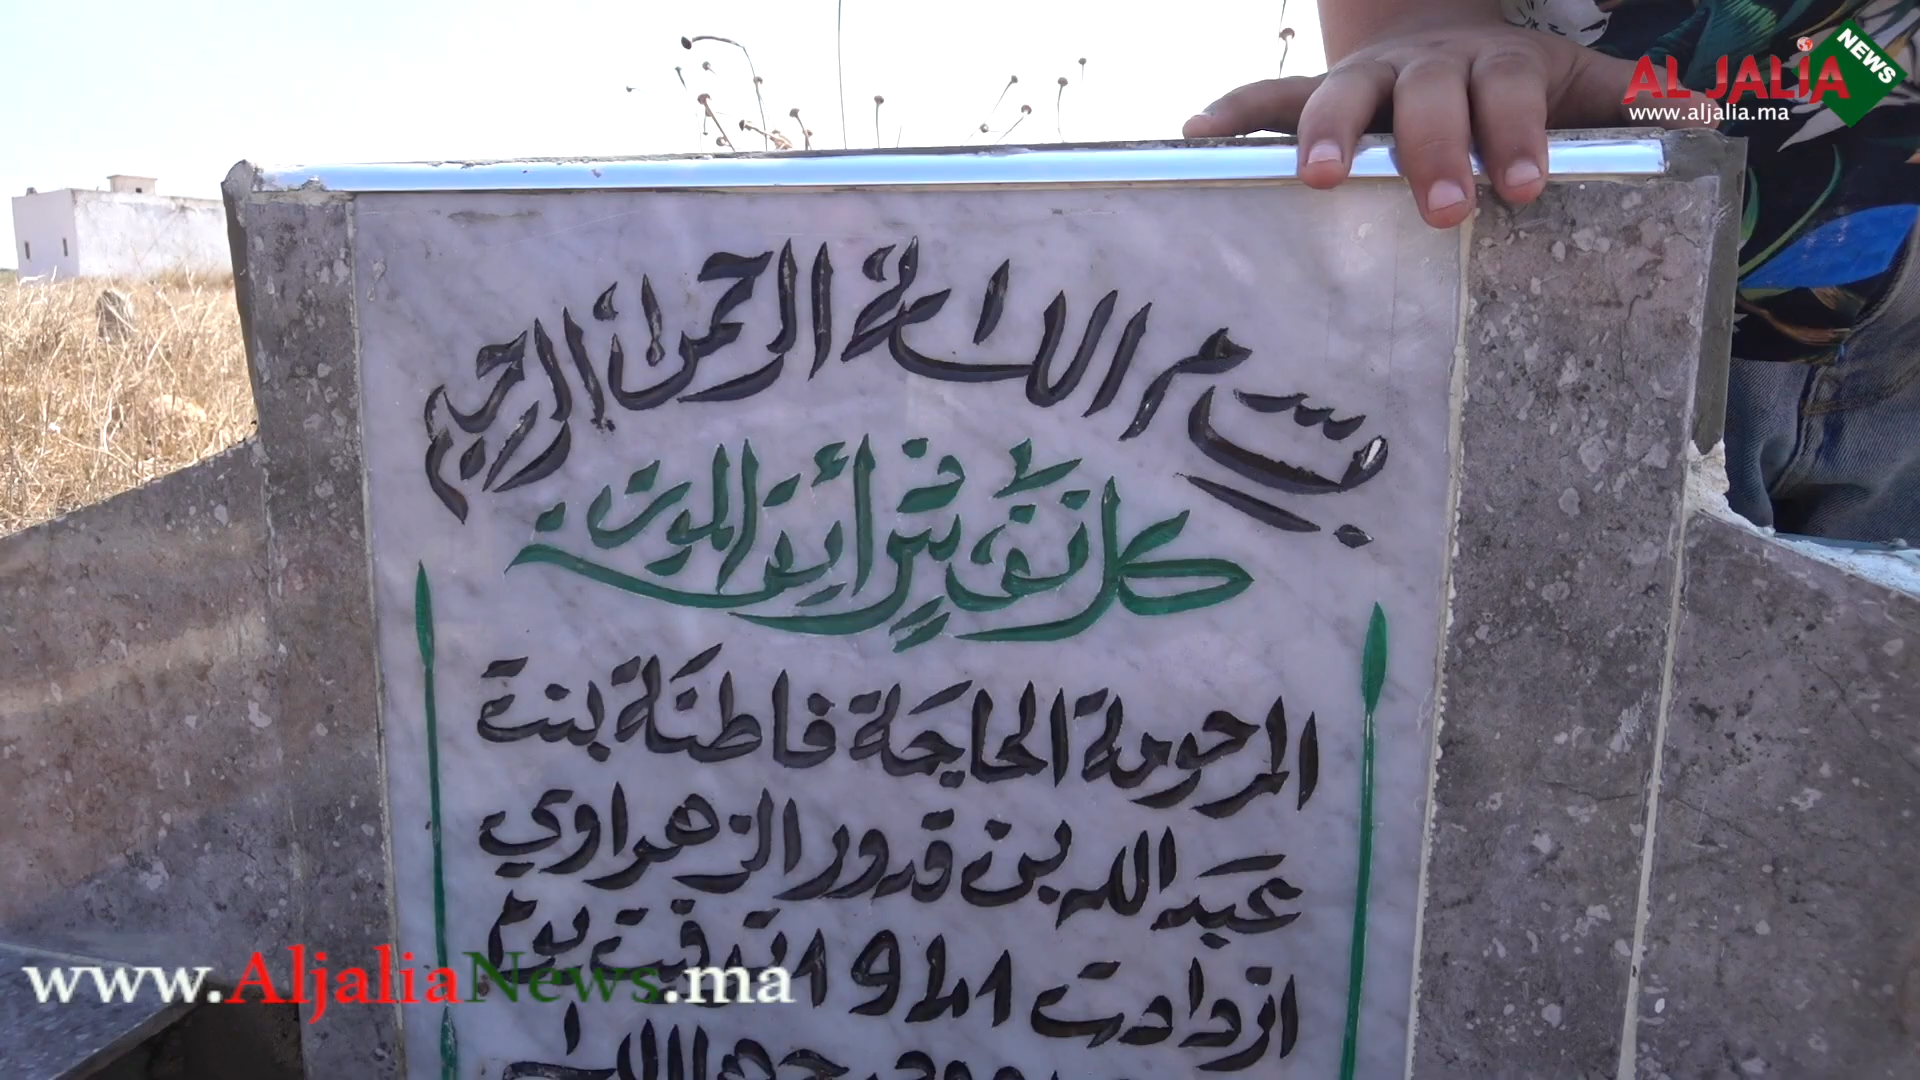 AL JALIA NEWS
www.aljalia.ma
بسم الله الرحمن الرحيم
كل نفس ذائقة الموت
المرحومة الحاجة فاطنة بنت
عبد الله بن قدور الزهراوي
ازدادت 1941 توفيت يوم
www.AljaliaNews.ma